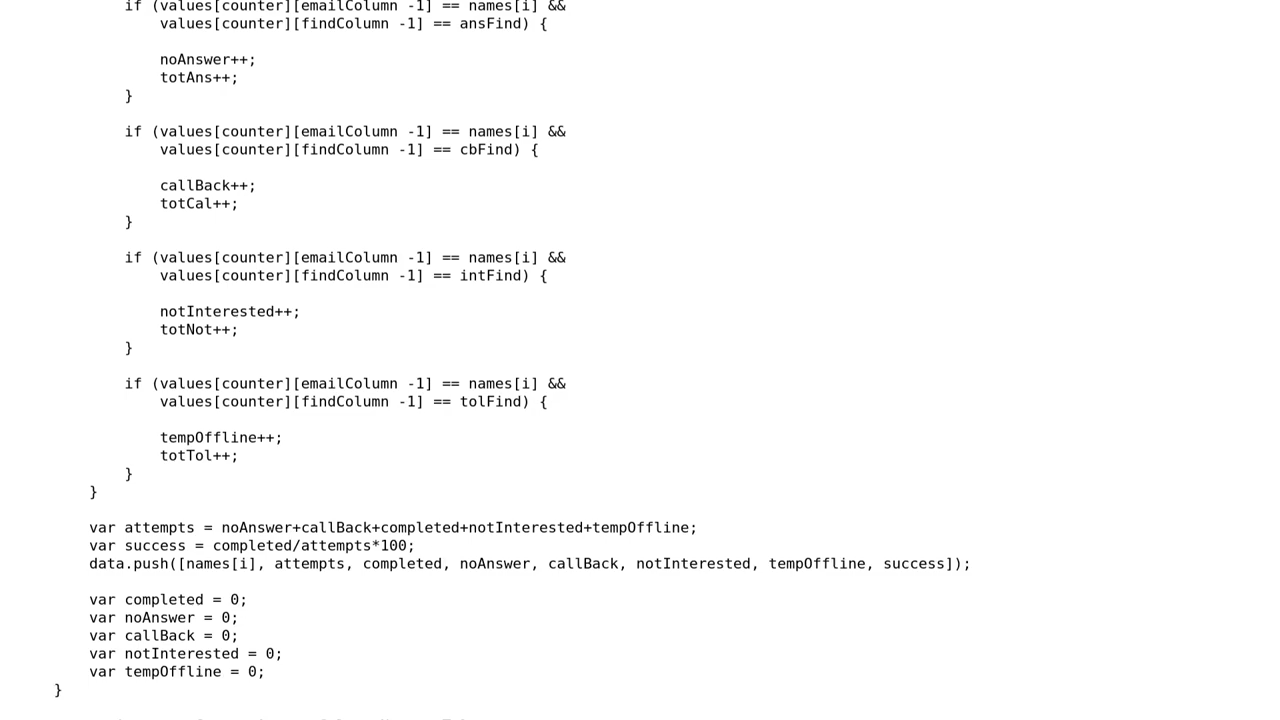 if (values[counter][emailColumn -1] == names[i] &&
values[counter][findColumn -1] == ansFind) {
noAnswer++;
totAns++;
}
if (values[counter][emailColumn -1] == names[i] &&
values[counter][findColumn -1] == cbFind) {
callBack++;
totCal++;
}
if (values[counter][emailColumn -1] == names[i] &&
values[counter][findColumn -1] == intFind) {
notInterested++;
totNot++;
}
if (values[counter][emailColumn -1] == names[i] &&
values[counter][findColumn -1] == tolFind) {
tempOffline++;
totTol++;
}
}
var attempts = noAnswer+callBack+completed+notInterested+tempOffline;
var success = completed/attempts*100;
data.push([names[i], attempts, completed, noAnswer, callBack, notInterested, tempOffline, success]);
var completed = 0;
var noAnswer = 0;
var callBack = 0;
var notInterested = 0;
var tempOffline = 0;
}